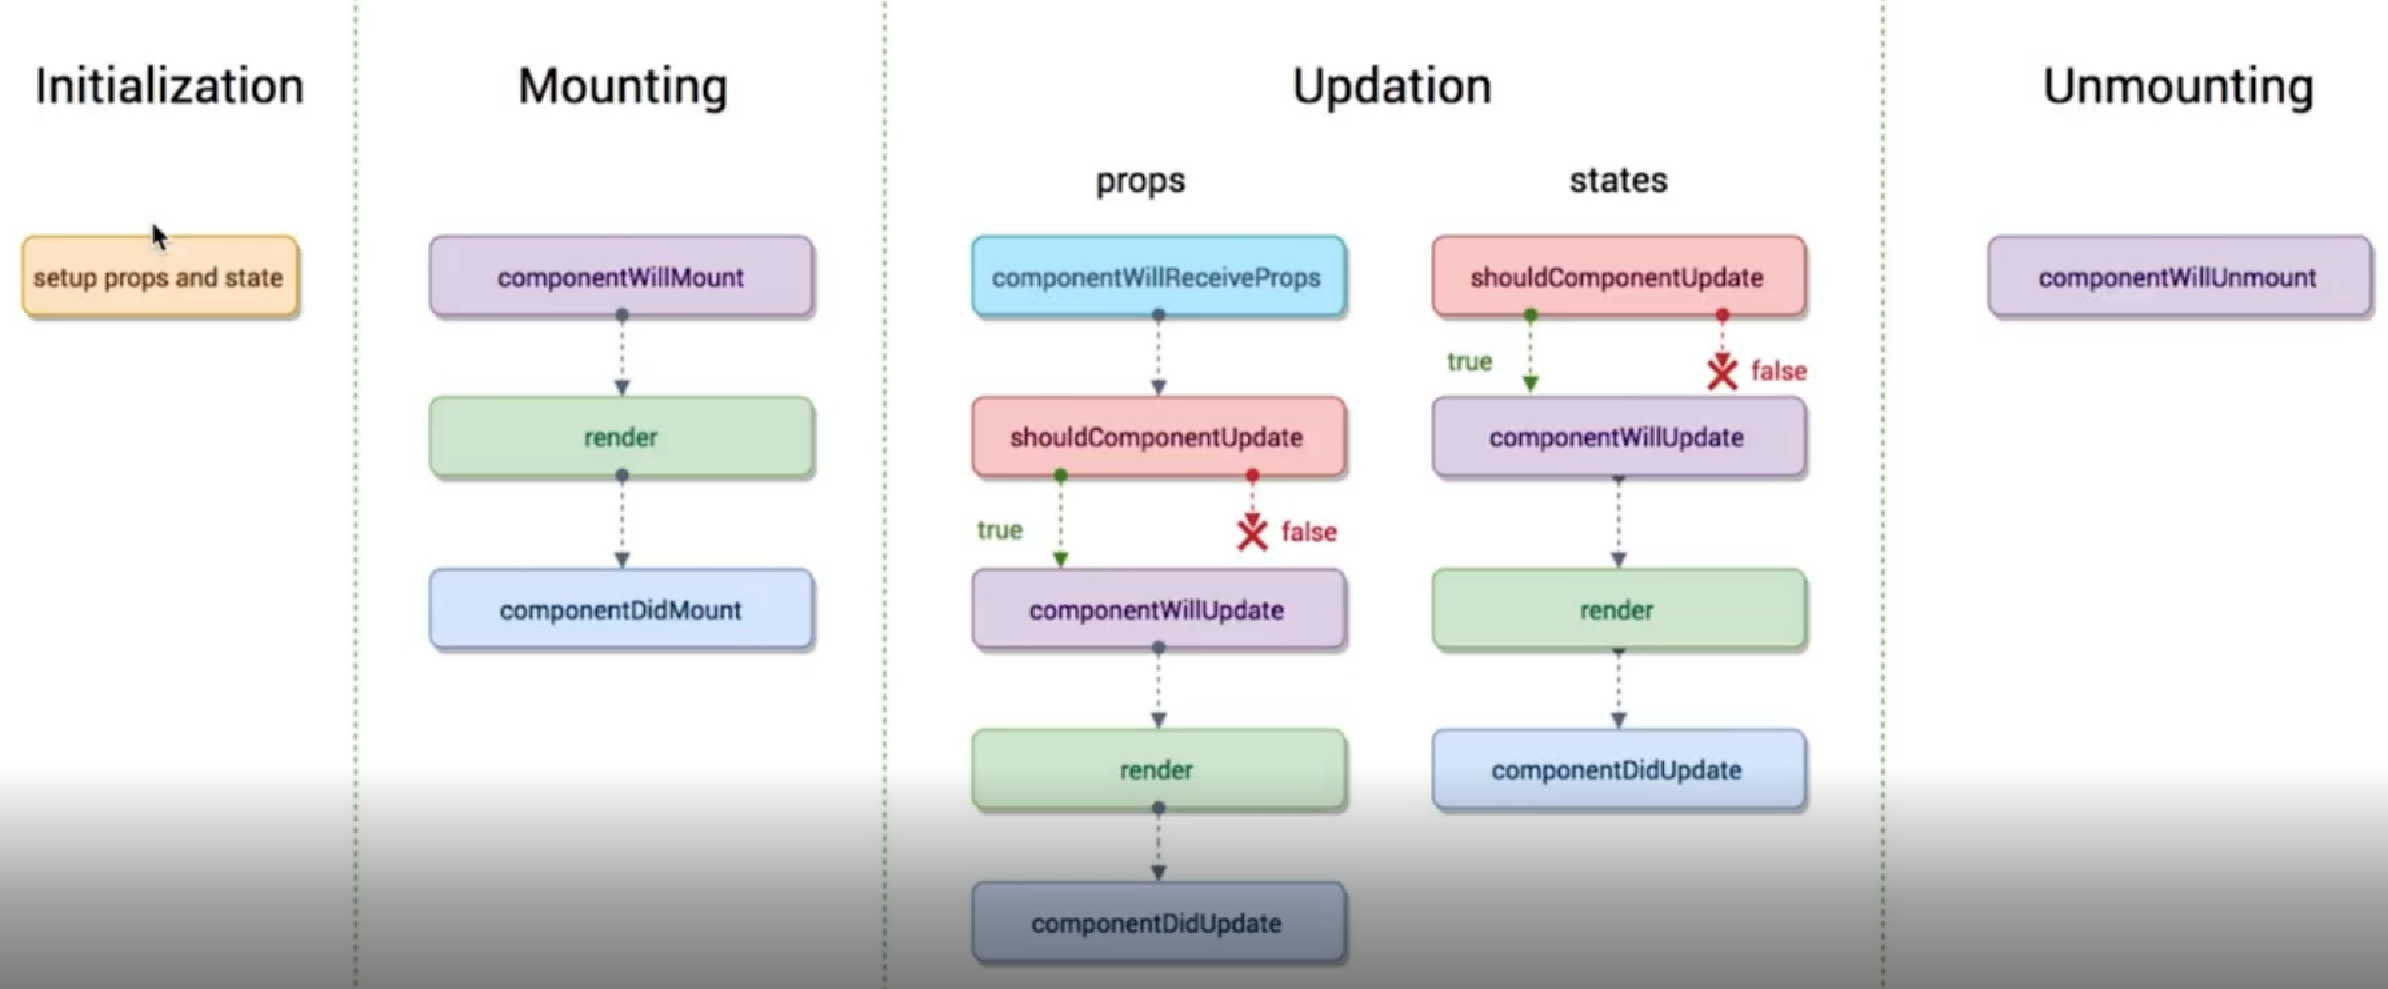 Initialization
setup props and state
Mounting
componentWillMount
render
componentDidMount
Updation
props
componentWillReceiveProps
shouldComponentUpdate
true
false
componentWillUpdate
render
componentDidUpdate
states
shouldComponentUpdate
true
false
componentWillUpdate
render
componentDidUpdate
Unmounting
componentWillUnmount